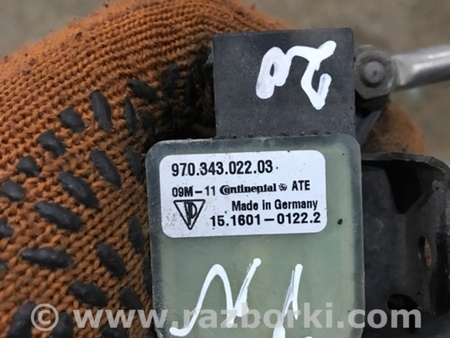 970.343.022.03
09M-11 Continental ATE
Made in Germany
15.1601-0122.2
www.razborki.com